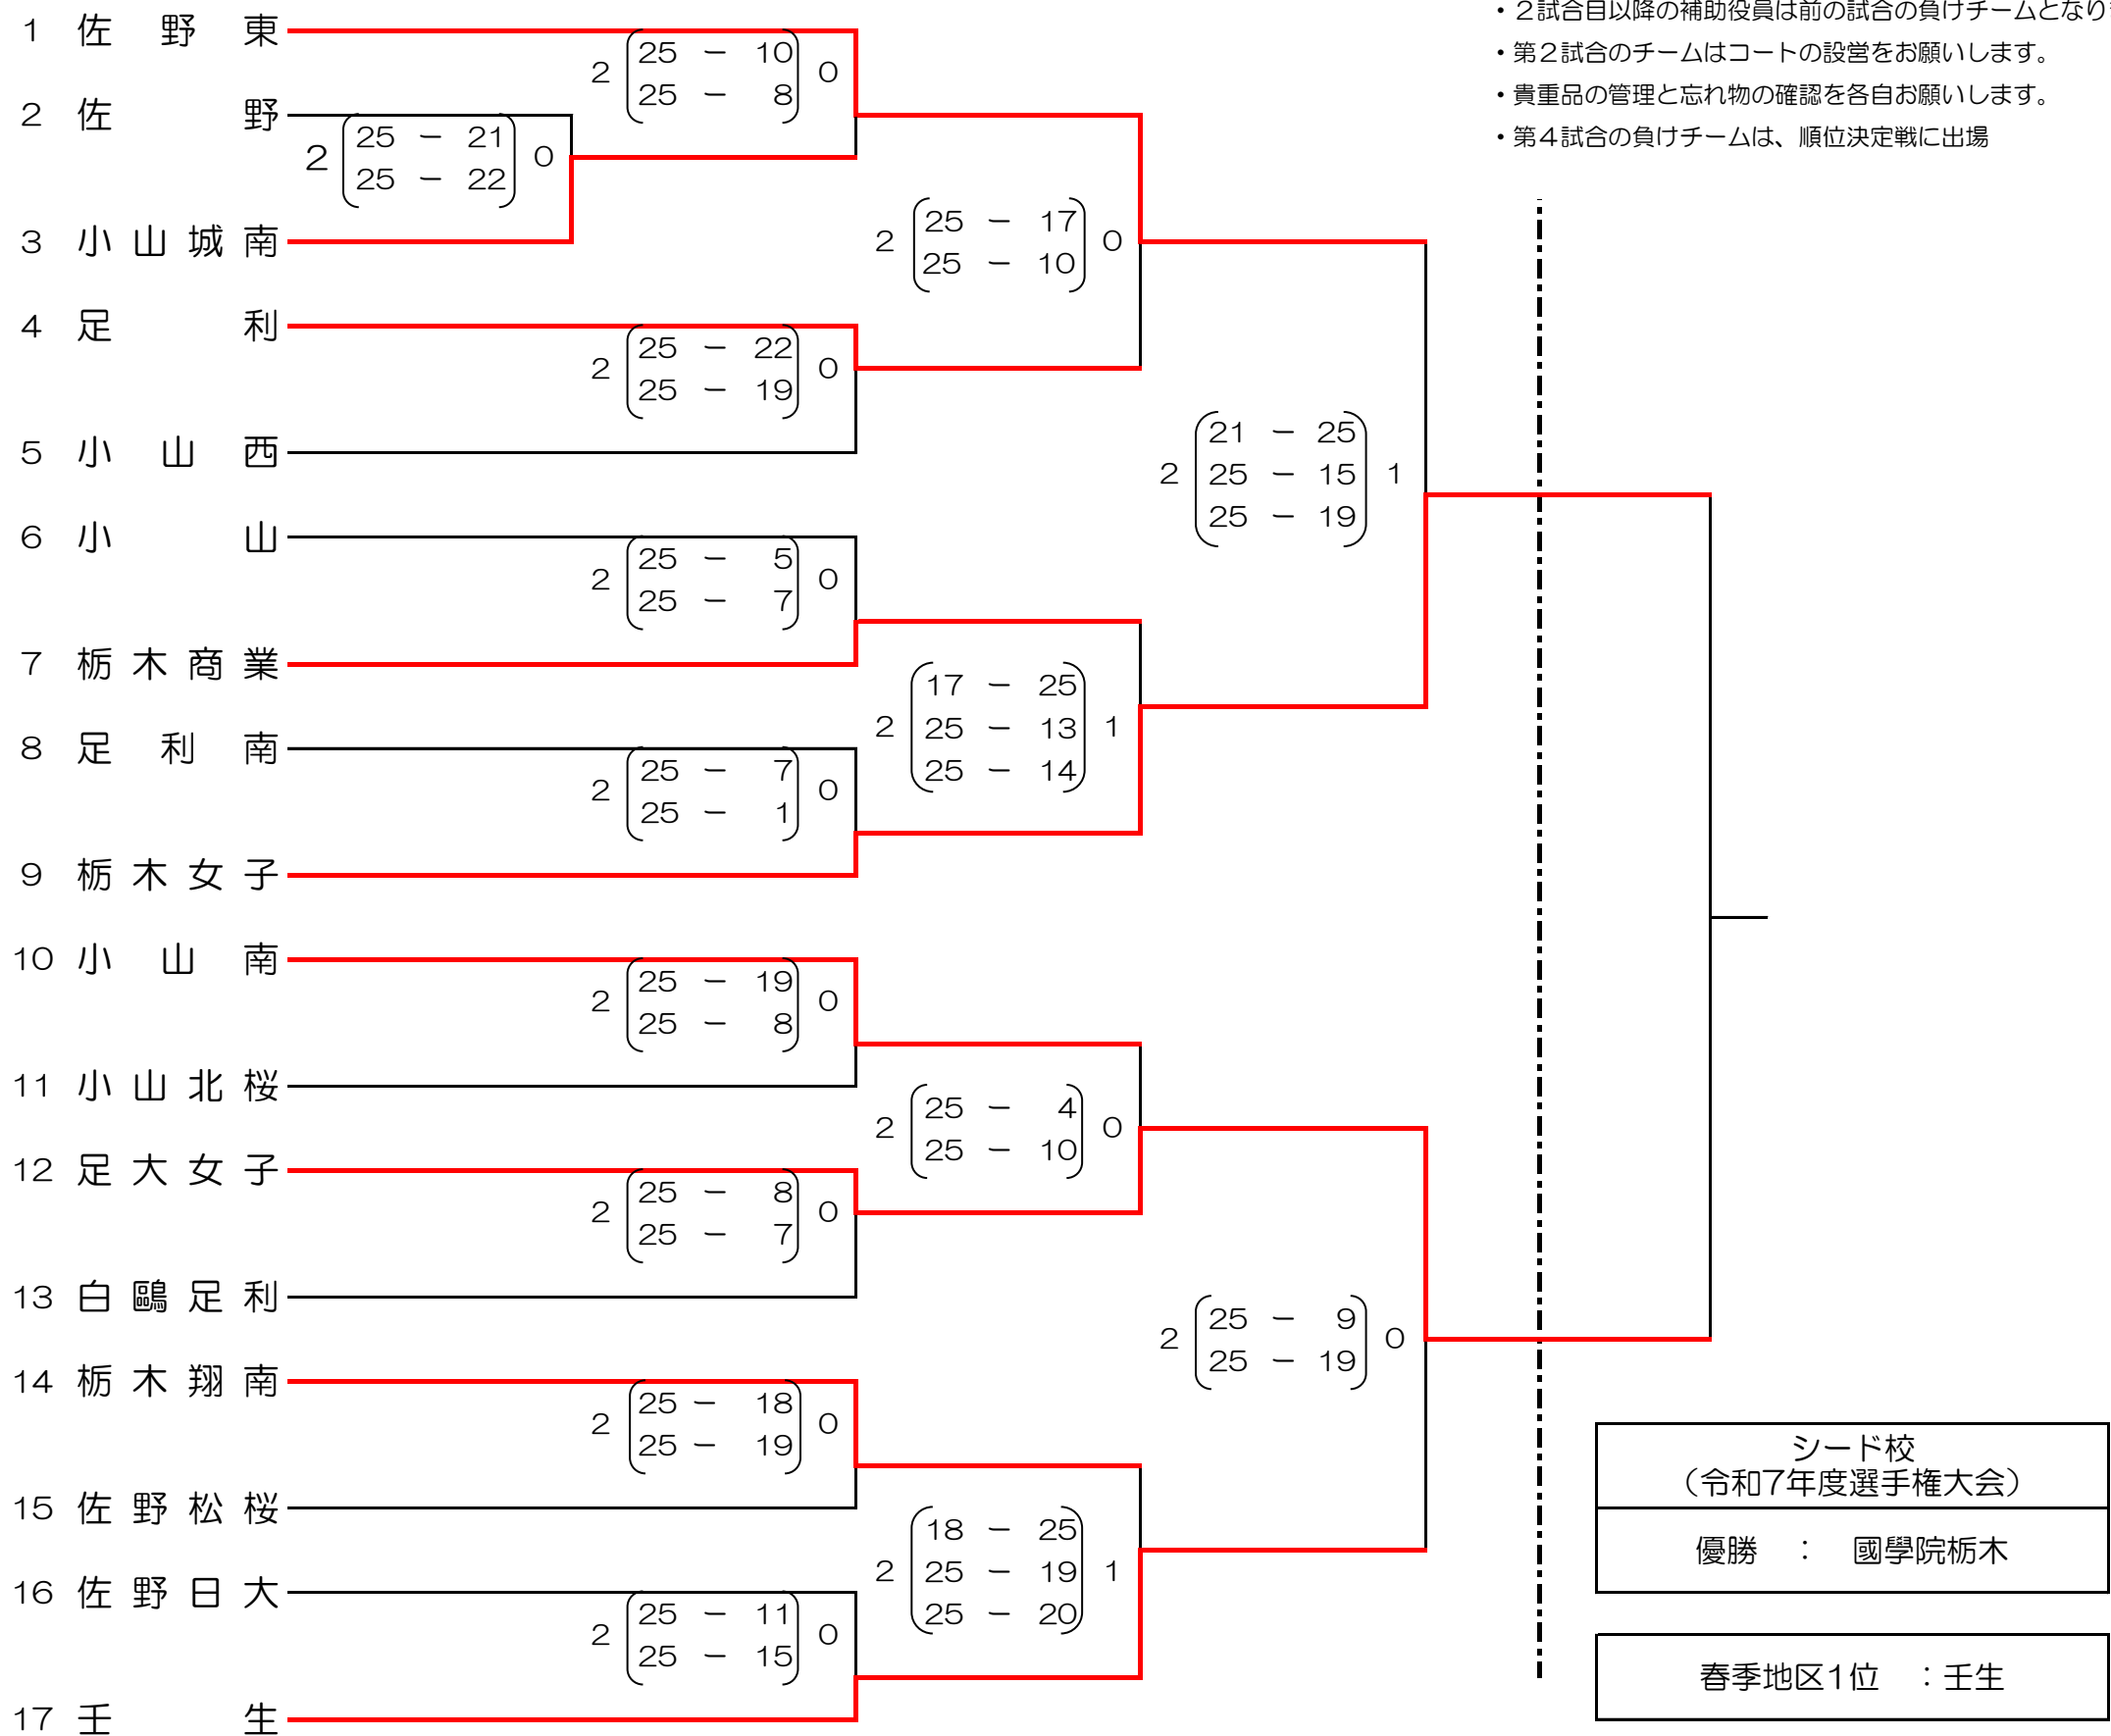 ・２試合目以降の補助役員は前の試合の負けチームとなり
・第２試合のチームはコートの設営をお願いします。
・貴重品の管理と忘れ物の確認を各自お願いします。
・第４試合の負けチームは、順位決定戦に出場
1 佐野東
2 25 － 10 0
25 － 8
2 佐野
2 25 － 21 0
25 － 22
3 小山城南
2 25 － 17 0
25 － 10
4 足利
2 25 － 22 0
25 － 19
5 小山西
2 21 － 25 1
25 － 15
25 － 19
6 小山
2 25 － 5 0
25 － 7
7 栃木商業
2 17 － 25 1
25 － 13
25 － 14
8 足利南
2 25 － 7 0
25 － 1
9 栃木女子
10 小山南
2 25 － 19 0
25 － 8
11 小山北桜
2 25 － 4 0
25 － 10
12 足大女子
2 25 － 8 0
25 － 7
13 白鷗足利
2 25 － 9 0
25 － 19
14 栃木翔南
2 25 － 18 0
25 － 19
15 佐野松桜
2 18 － 25 1
25 － 19
25 － 20
16 佐野日大
2 25 － 11 0
25 － 15
17 壬生
シード校
（令和7年度選手権大会）
優勝 ： 國學院栃木
春季地区1位 ：壬生